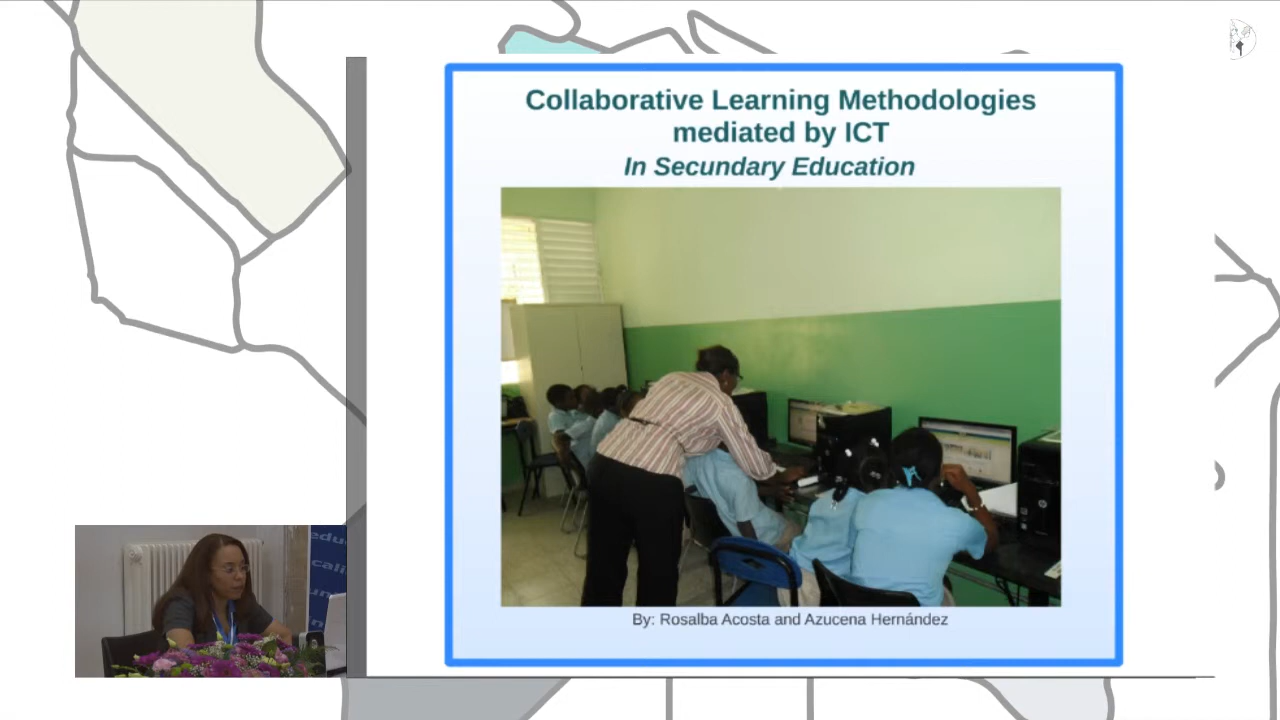 Collaborative Learning Methodologies
mediated by ICT
In Secundary Education
By: Rosalba Acosta and Azucena Hernández